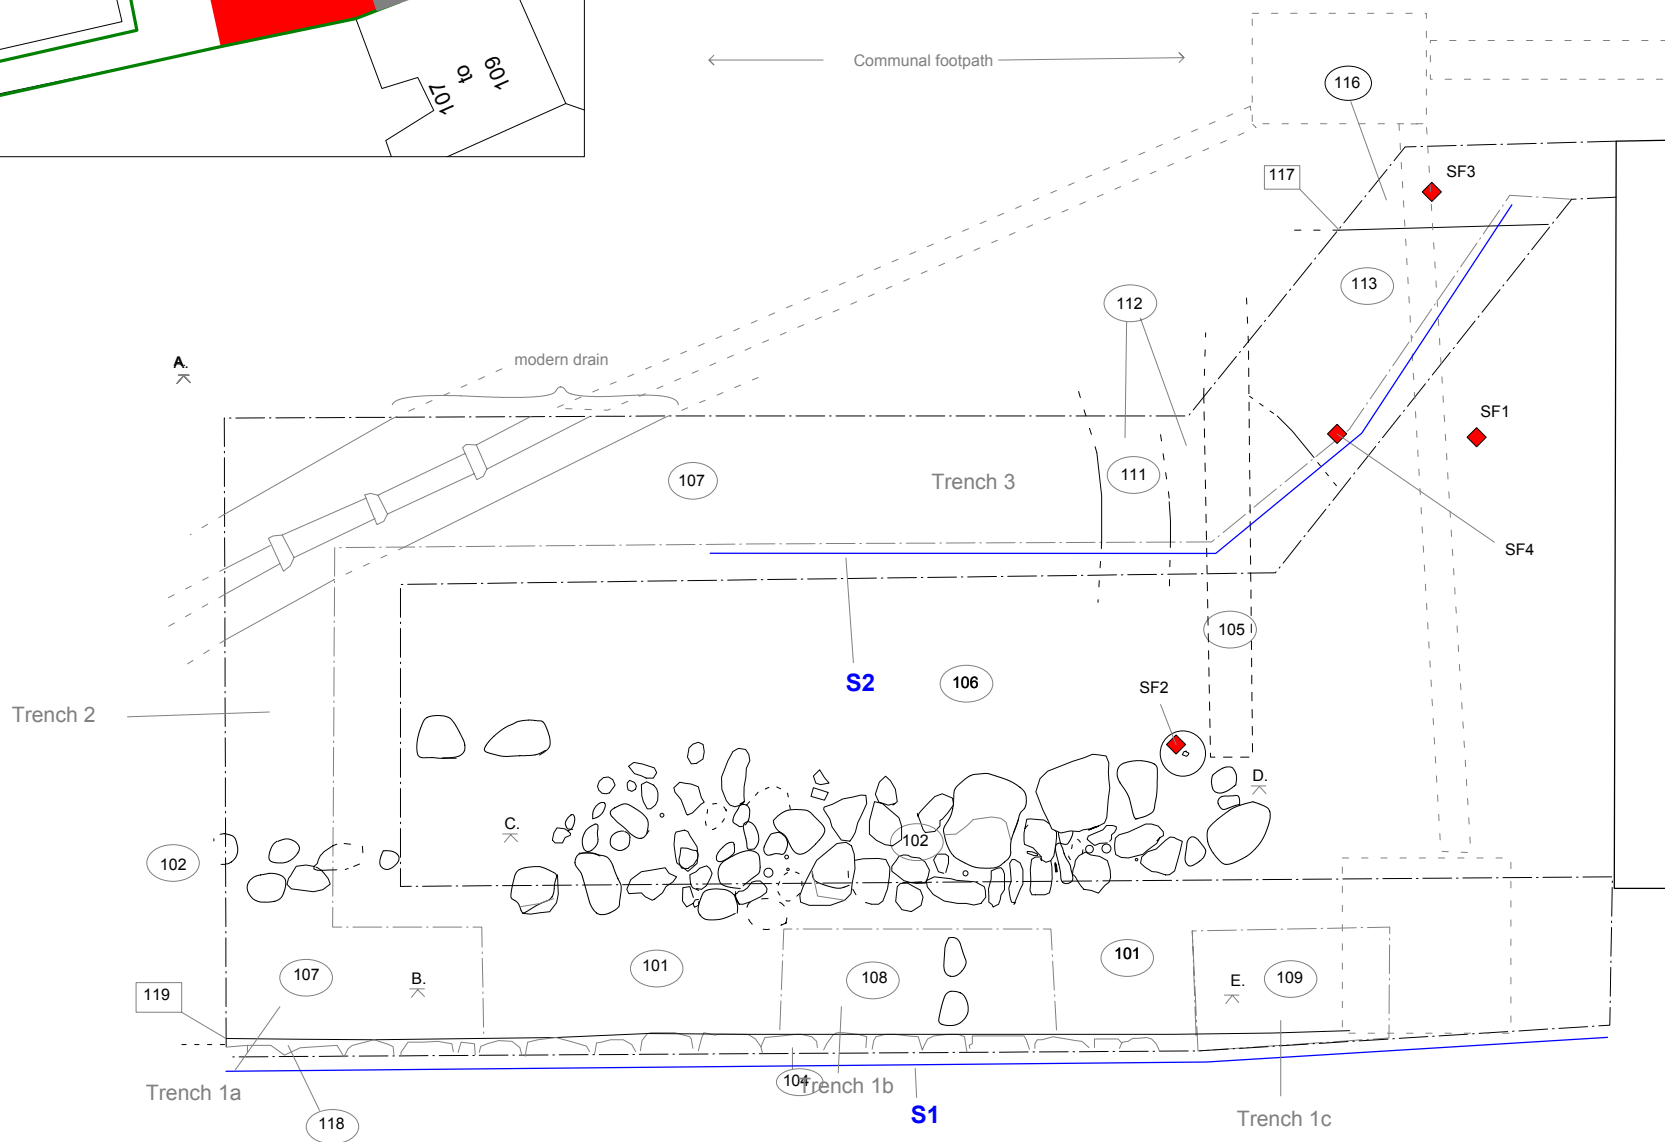 109
to
107
Communal footpath
116
SF3
117
113
112
modern drain
A.
SF1
107
Trench 3
111
SF4
105
S2
106
SF2
Trench 2
D.
C.
102
102
101
101
107
B.
108
E.
109
119
104
Trench 1a
Trench 1b
S1
118
Trench 1c